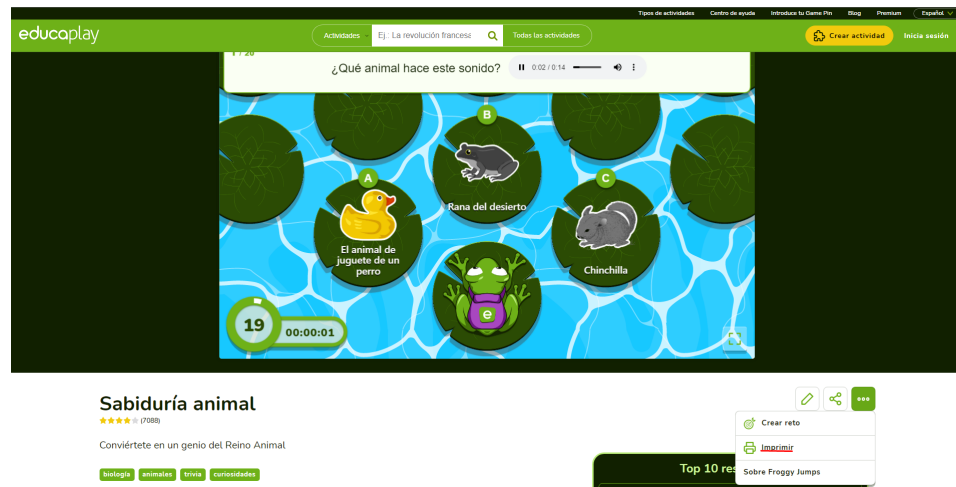 Tipos de actividades Centro de ayuda Introduce tu Game Pin Blog Premium Español
educaplay Actividades Ej.: La revolución francesa Todas las actividades Crear actividad Inicia sesión
1 / 20
¿Qué animal hace este sonido? 0:02 / 0:14
B
A
C
Rana del desierto
El animal de
juguete de un
perro
Chinchilla
e
19 00:00:01
Sabiduría animal
(7088)
Crear reto
Conviértete en un genio del Reino Animal
Imprimir
Top 10 res
Sobre Froggy Jumps
biología animales trivia curiosidades